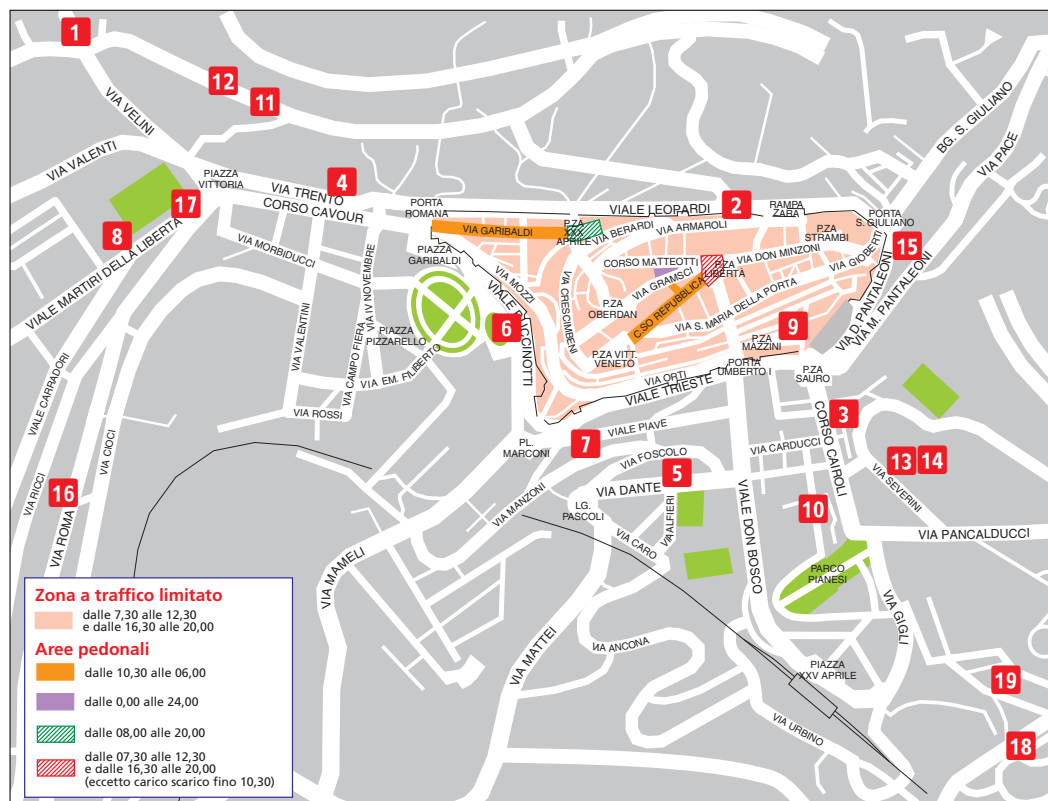 1
12
11
VIA VELINI
BG. S. GIULIANO
VIA PACE
VIA VALENTI
PIAZZA
VITTORIA
4
VIA TRENTO
CORSO CAVOUR
17
8
VIALE MARTIRI DELLA LIBERTÀ
PORTA
ROMANA
VIALE LEOPARDI
2
RAMPA
ZARA
PORTA
S. GIULIANO
15
VIA GARIBALDI
P.ZA
XXX
APRILE
VIA BERARDI
VIA ARMAROLI
P.ZA
STRAMBI
PIAZZA
GARIBALDI
CORSO MATTEOTTI
P.ZA
LIBERTÀ
VIA DON MINZONI
VIA GIOBERTI
VIA MORBIDUCCI
VIA IV NOVEMBRE
VIA MOZZI
VIA GRAMSCI
VIA CRESCIMBENI
P.ZA
OBERDAN
C.SO REPUBBLICA
VIA S. MARIA DELLA PORTA
VIA D. PANTALEONI
VIA M. PANTALEONI
VIALE PUCCINOTTI
6
9
PIAZZA
PIZZARELLO
VIA VALENTINI
VIA CAMPO FIERA
VIA EM. FILIBERTO
P.ZA VITT.
VENETO
P.ZA
MAZZINI
PORTA
UMBERTO I
P.ZA
SAURO
VIA ORTI
VIALE TRIESTE
VIA ROSSI
VIALE CARRADORI
VIA RICCI
VIA CIOCI
16
VIA ROMA
PL.
MARCONI
7
VIALE PIAVE
VIA FOSCOLO
VIA CARDUCCI
3
CORSO CAIROLI
13
14
VIA SEVERINI
5
VIA DANTE
LG.
PASCOLI
VIA MANZONI
VIA ALFIERI
VIA CARO
VIALE DON BOSCO
10
VIA PANCALDUCCI
VIA MAMELI
PARCO
PIANESI
VIA GIGLI
VIA MATTEI
VIA ANCONA
PIAZZA
XXV APRILE
VIA URBINO
19
18
Zona a traffico limitato
dalle 7,30 alle 12,30
e dalle 16,30 alle 20,00
Aree pedonali
dalle 10,30 alle 06,00
dalle 0,00 alle 24,00
dalle 08,00 alle 20,00
dalle 07,30 alle 12,30
e dalle 16,30 alle 20,00
(eccetto carico scarico fino 10,30)